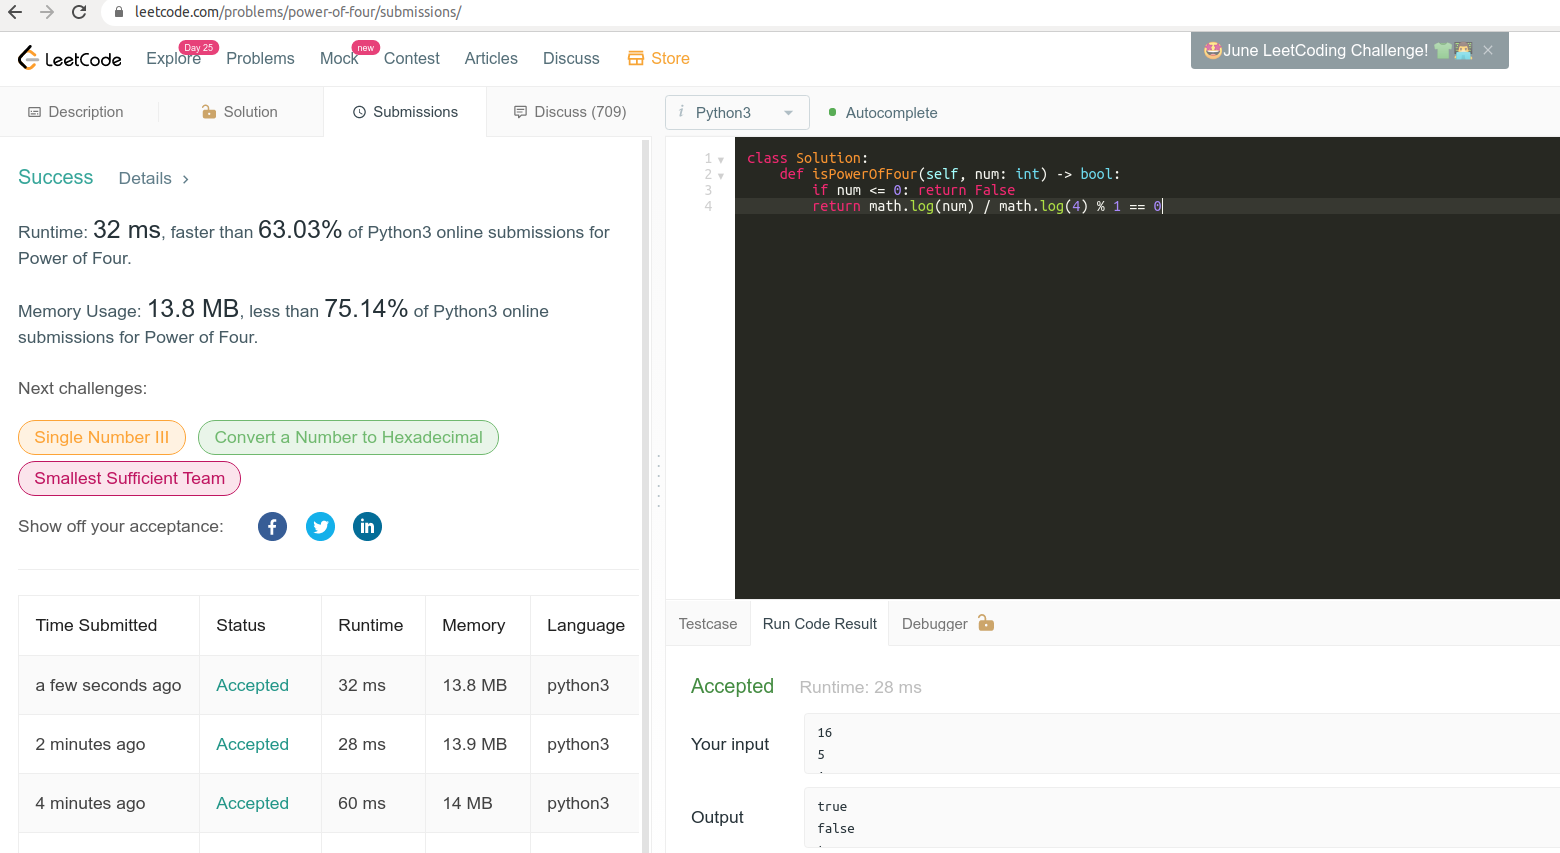 leetcode.com/problems/power-of-four/submissions/
LeetCode
Explore
Day 25
Problems
Mock
new
Contest
Articles
Discuss
Store
🤩June LeetCoding Challenge! 👕👨🏻‍💻 ×
Description
Solution
Submissions
Discuss (709)
i Python3
Autocomplete
Success Details ›
Runtime: 32 ms, faster than 63.03% of Python3 online submissions for
Power of Four.
Memory Usage: 13.8 MB, less than 75.14% of Python3 online
submissions for Power of Four.
Next challenges:
Single Number III
Convert a Number to Hexadecimal
Smallest Sufficient Team
Show off your acceptance:
f
in
Time Submitted Status Runtime Memory Language
a few seconds ago Accepted 32 ms 13.8 MB python3
2 minutes ago Accepted 28 ms 13.9 MB python3
4 minutes ago Accepted 60 ms 14 MB python3
1 class Solution:
2 def isPowerOfFour(self, num: int) -> bool:
3 if num <= 0: return False
4 return math.log(num) / math.log(4) % 1 == 0
Testcase
Run Code Result
Debugger
Accepted Runtime: 28 ms
Your input
16
5
Output
true
false